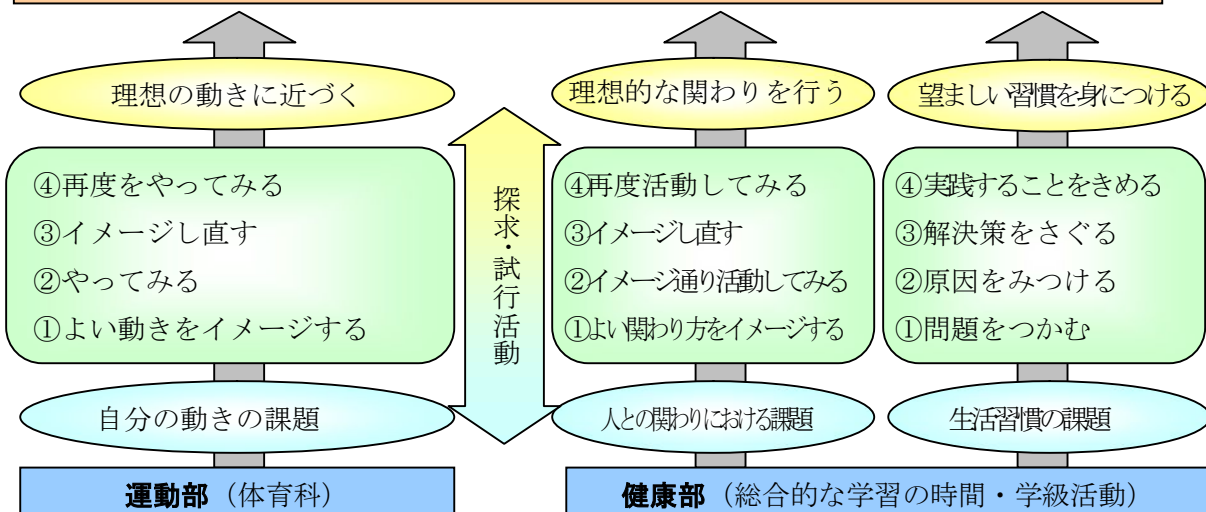 理想の動きに近づく
理想的な関わりを行う
望ましい習慣を身につける
④再度をやってみる
③イメージし直す
②やってみる
①よい動きをイメージする
探求・試行活動
④再度活動してみる
③イメージし直す
②イメージ通り活動してみる
①よい関わり方をイメージする
④実践することをきめる
③解決策をさぐる
②原因をみつける
①問題をつかむ
自分の動きの課題
人との関わりにおける課題
生活習慣の課題
運動部（体育科）
健康部（総合的な学習の時間・学級活動）